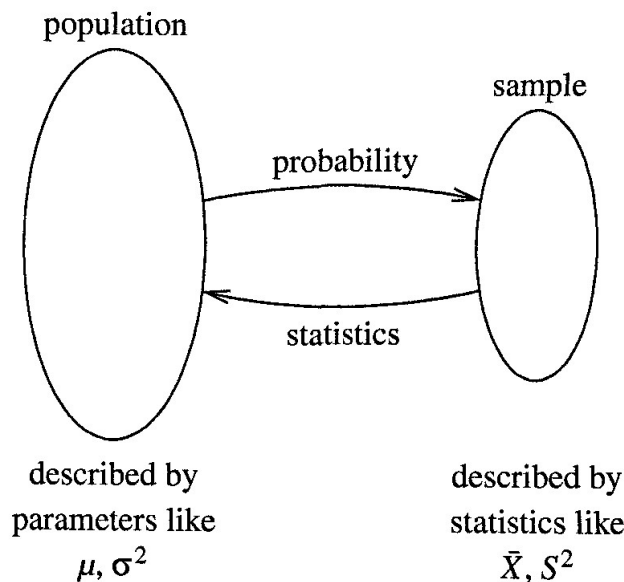 population
sample
probability
statistics
described by
parameters like
μ, σ²
described by
statistics like
X̄, S²